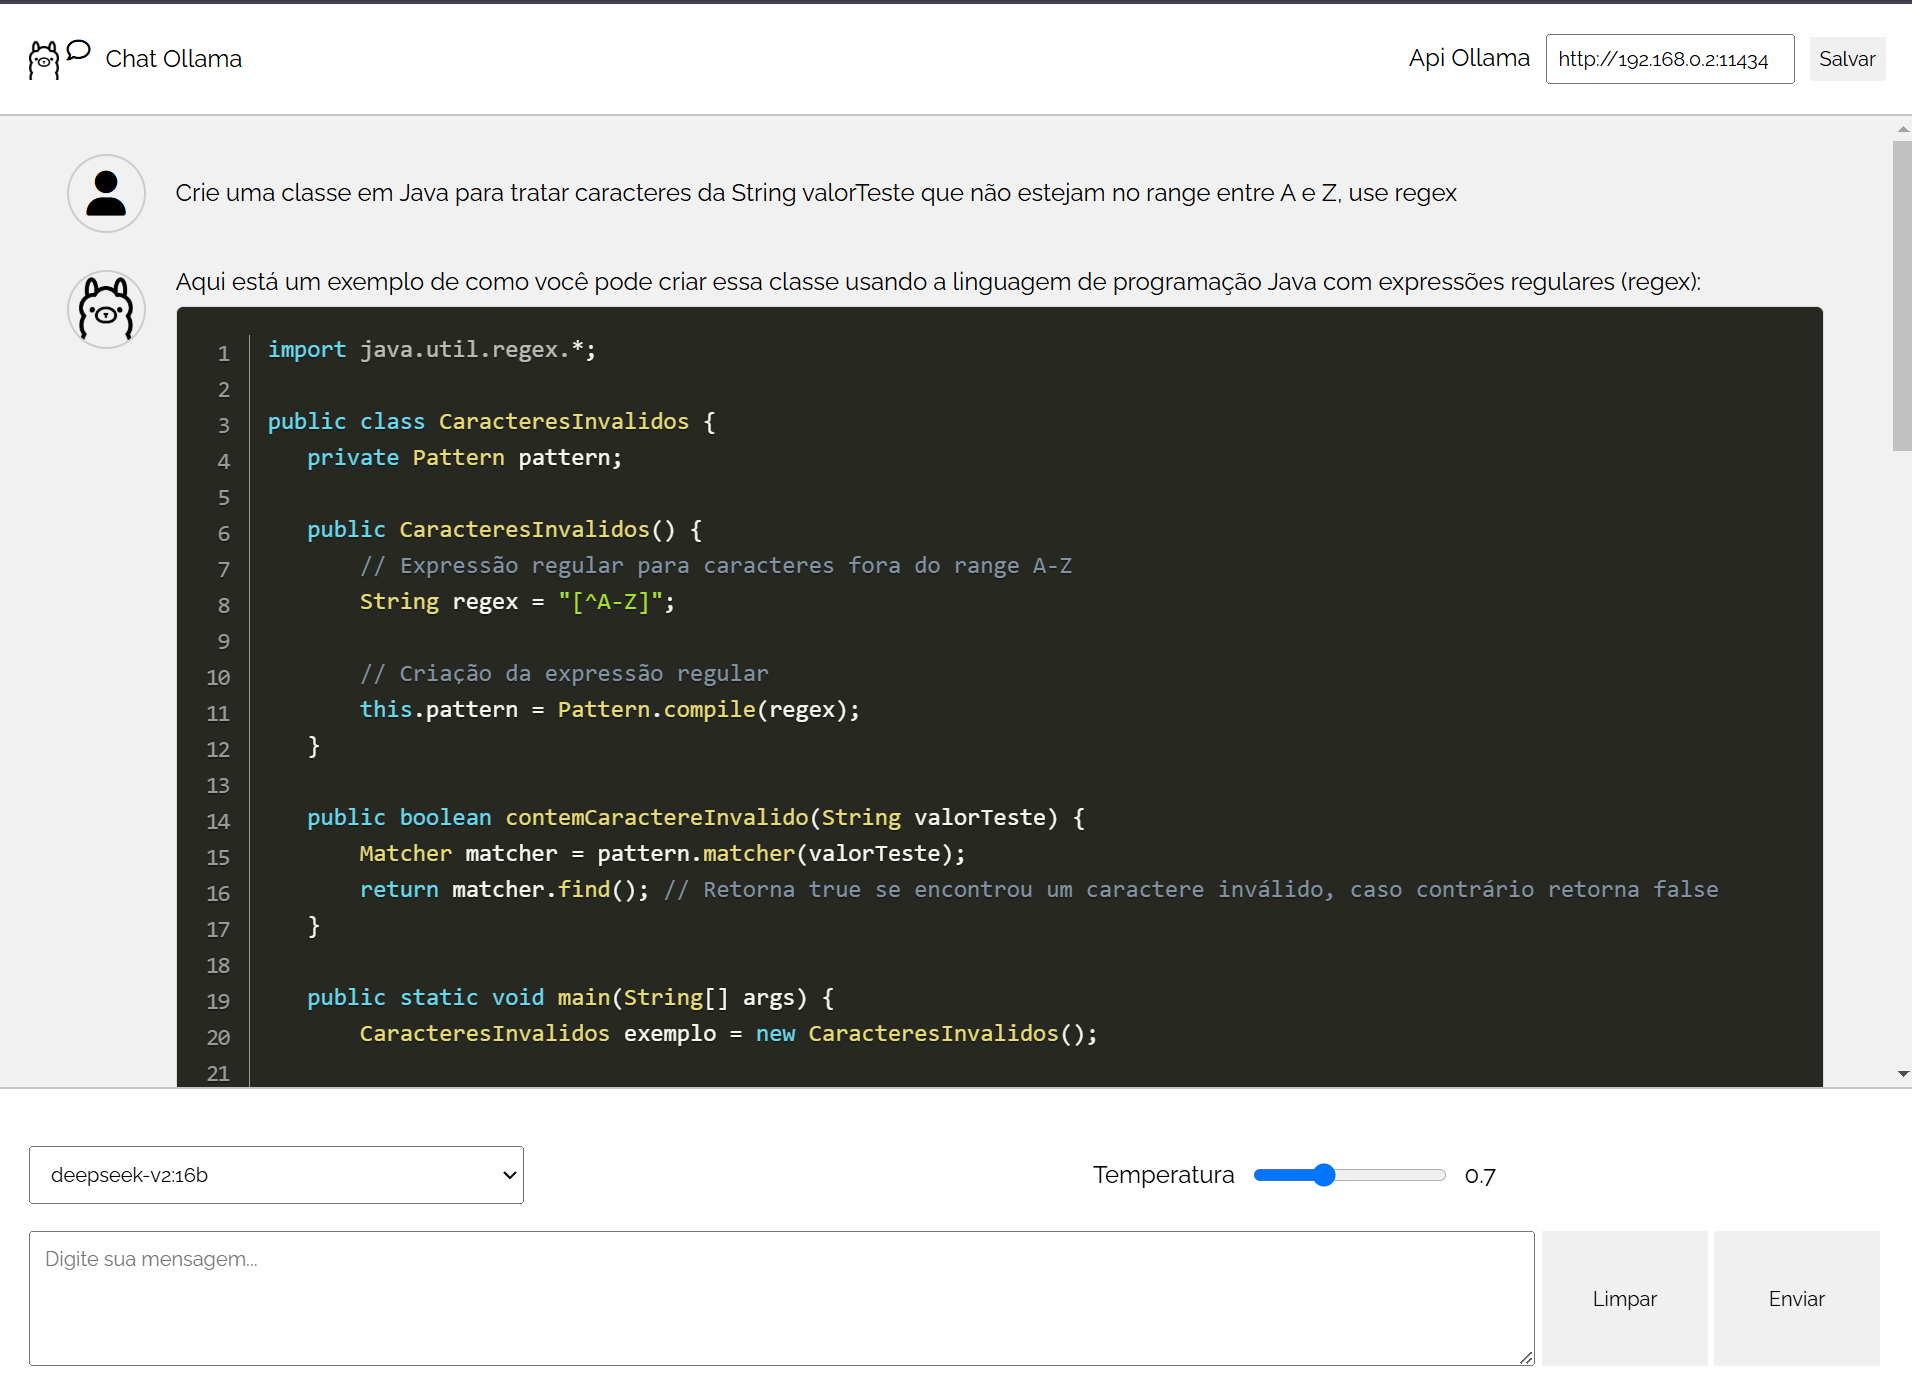 Chat Ollama
Api Ollama http://192.168.0.2:11434 Salvar
Crie uma classe em Java para tratar caracteres da String valorTeste que não estejam no range entre A e Z, use regex
Aqui está um exemplo de como você pode criar essa classe usando a linguagem de programação Java com expressões regulares (regex):
1 import java.util.regex.*;
2
3 public class CaracteresInvalidos {
4 private Pattern pattern;
5
6 public CaracteresInvalidos() {
7 // Expressão regular para caracteres fora do range A-Z
8 String regex = "[^A-Z]";
9
10 // Criação da expressão regular
11 this.pattern = Pattern.compile(regex);
12 }
13
14 public boolean contemCaractereInvalido(String valorTeste) {
15 Matcher matcher = pattern.matcher(valorTeste);
16 return matcher.find(); // Retorna true se encontrou um caractere inválido, caso contrário retorna false
17 }
18
19 public static void main(String[] args) {
20 CaracteresInvalidos exemplo = new CaracteresInvalidos();
21
deepseek-v2:16b
Temperatura 0.7
Digite sua mensagem...
Limpar
Enviar